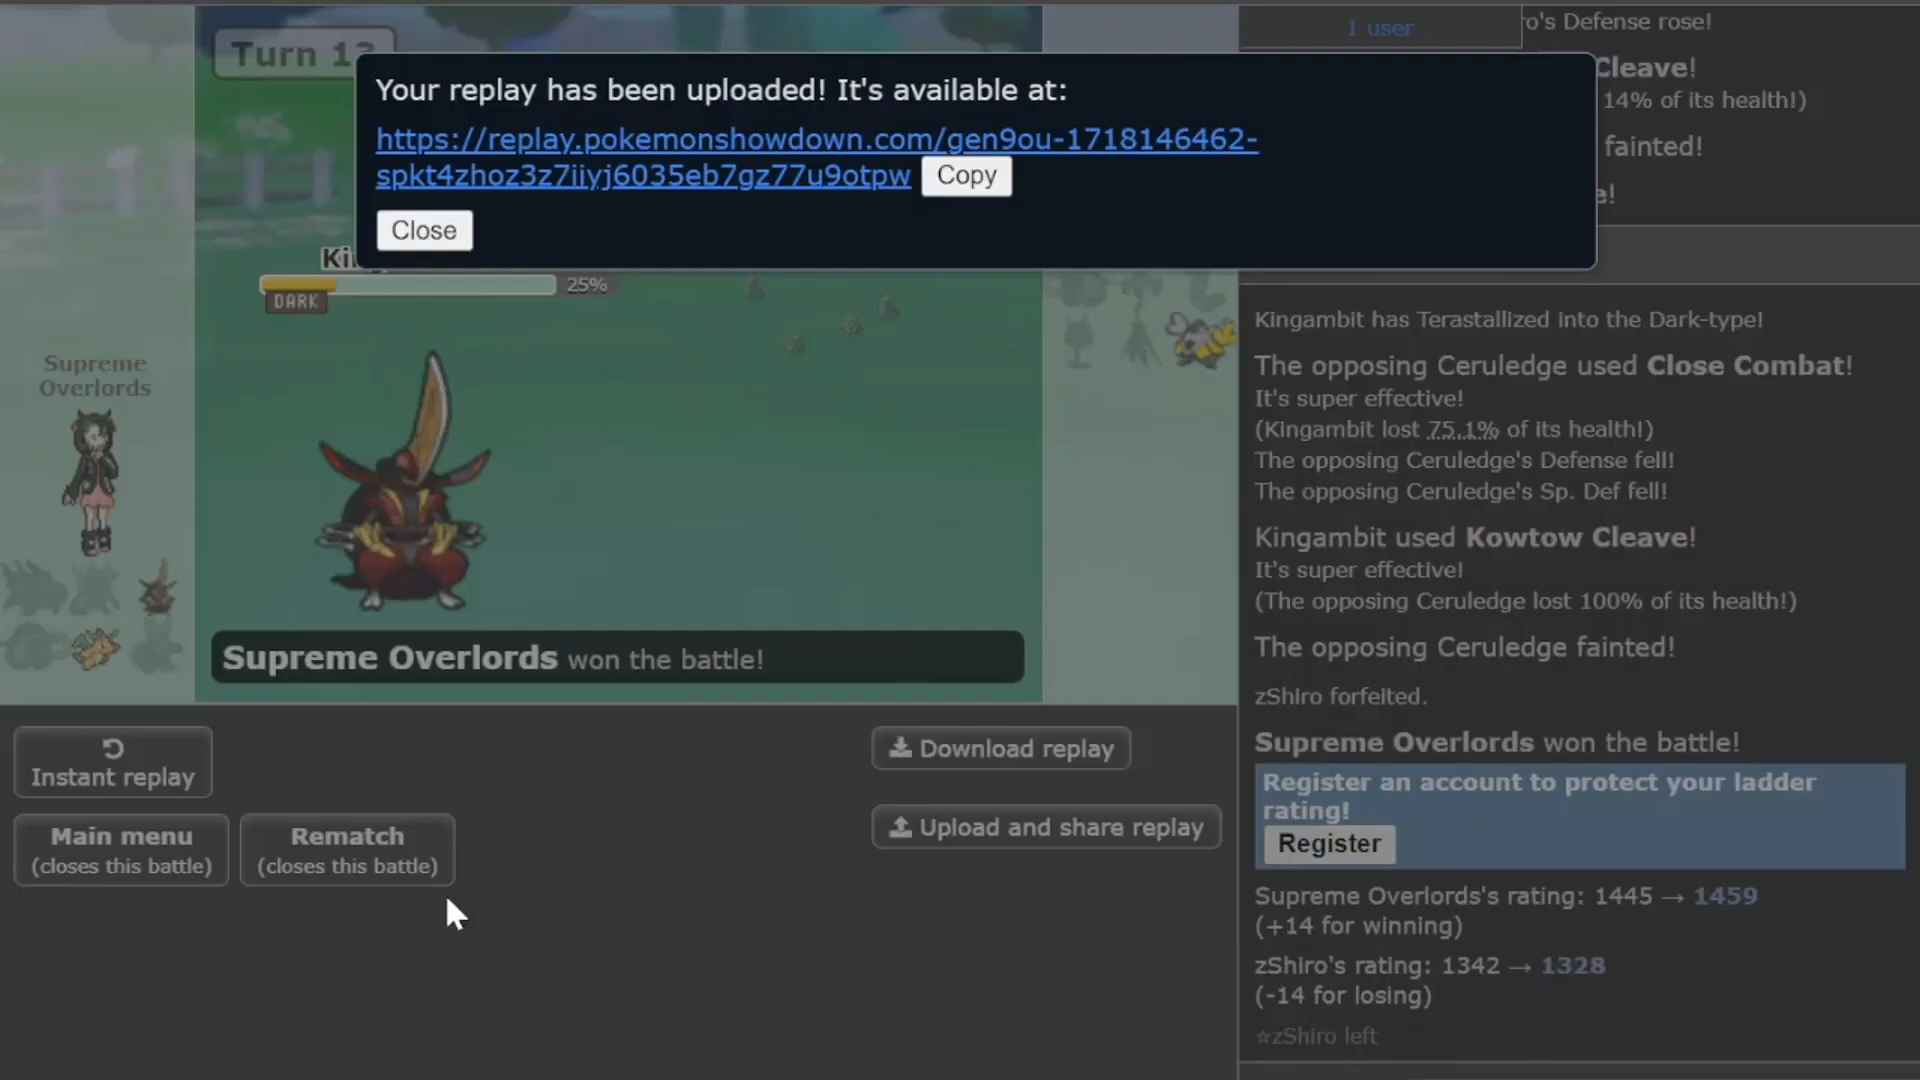 Turn 13
1 user
ro's Defense rose!
Your replay has been uploaded! It's available at:
https://replay.pokemonshowdown.com/gen9ou-1718146462-
spkt4zhoz3z7iiyj6035eb7gz77u9otpw Copy
Close
Cleave!
14% of its health!)
fainted!
e!
Ki
25%
DARK
Supreme
Overlords
Supreme Overlords won the battle!
Instant replay
Main menu
(closes this battle)
Rematch
(closes this battle)
Download replay
Upload and share replay
Kingambit has Terastallized into the Dark-type!
The opposing Ceruledge used Close Combat!
It's super effective!
(Kingambit lost 75.1% of its health!)
The opposing Ceruledge's Defense fell!
The opposing Ceruledge's Sp. Def fell!
Kingambit used Kowtow Cleave!
It's super effective!
(The opposing Ceruledge lost 100% of its health!)
The opposing Ceruledge fainted!
zShiro forfeited.
Supreme Overlords won the battle!
Register an account to protect your ladder
rating!
Register
Supreme Overlords's rating: 1445 → 1459
(+14 for winning)
zShiro's rating: 1342 → 1328
(-14 for losing)
☆zShiro left